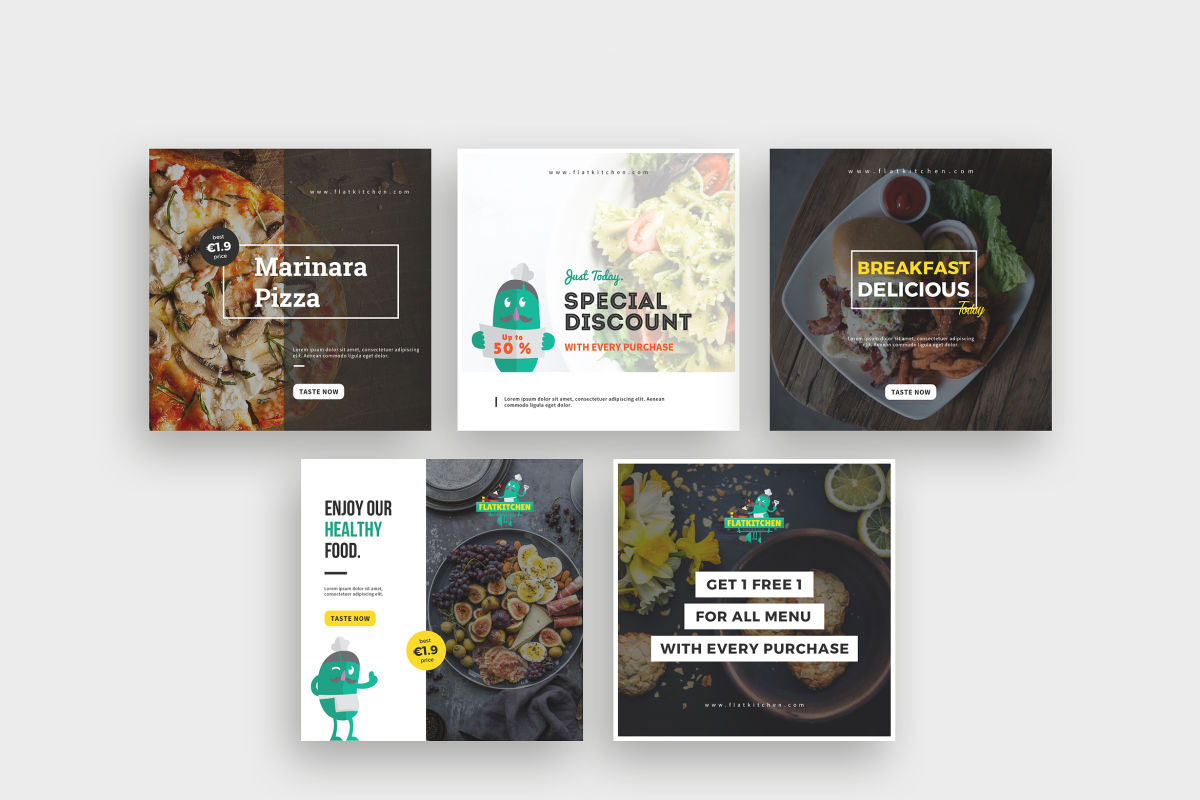 www.flatkitchen.com
best
€1.9
price
Marinara
Pizza
Lorem ipsum dolor sit amet, consectetuer adipiscing
elit. Aenean commodo ligula eget dolor.
TASTE NOW
www.flatkitchen.com
Just Today.
SPECIAL
DISCOUNT
WITH EVERY PURCHASE
Up to
50 %
Lorem ipsum dolor sit amet, consectetuer adipiscing elit. Aenean
commodo ligula eget dolor.
www.flatkitchen.com
BREAKFAST
DELICIOUS
Today
Lorem ipsum dolor sit amet, consectetuer adipiscing
elit. Aenean commodo ligula eget dolor.
TASTE NOW
ENJOY OUR
HEALTHY
FOOD.
Lorem ipsum dolor sit amet,
consectetuer adipiscing elit.
TASTE NOW
best
€1.9
price
FLATKITCHEN
FLATKITCHEN
GET 1 FREE 1
FOR ALL MENU
WITH EVERY PURCHASE
www.flatkitchen.com